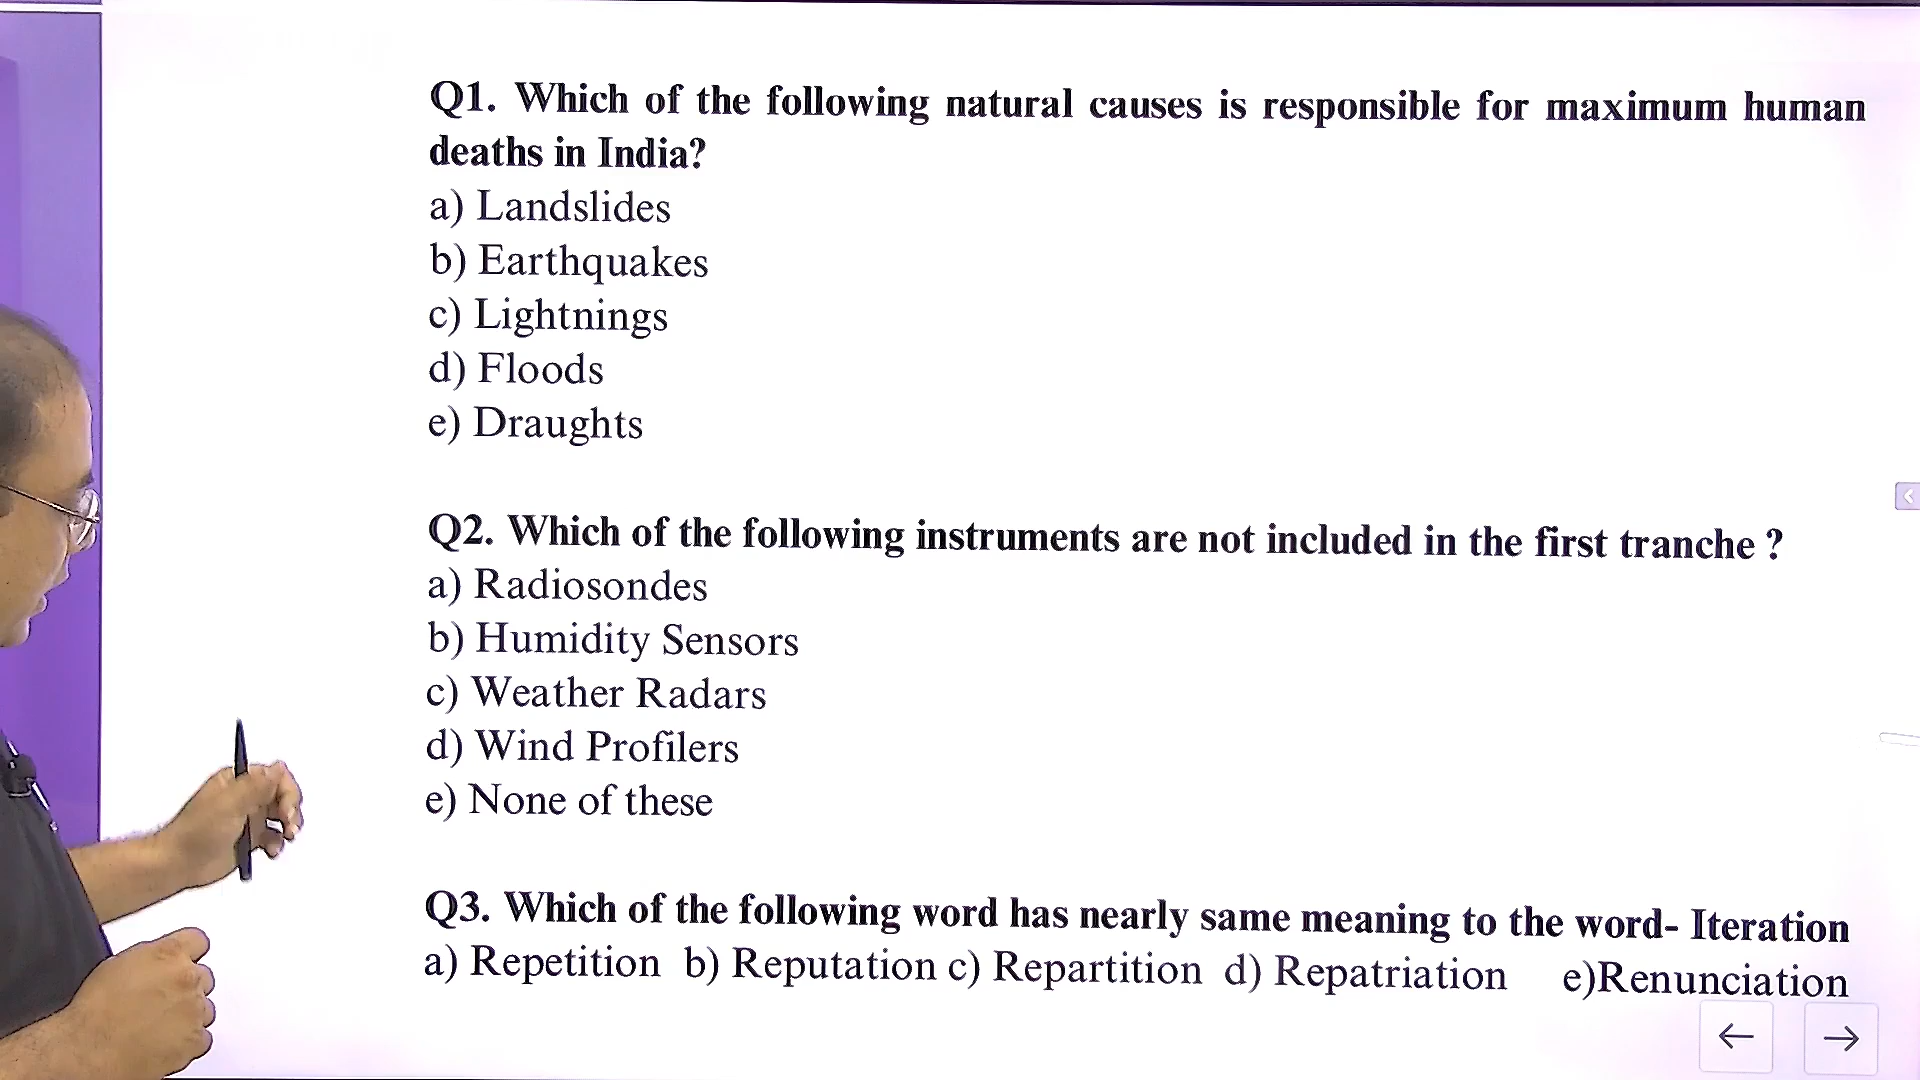 Q1. Which of the following natural causes is responsible for maximum human
deaths in India?
a) Landslides
b) Earthquakes
c) Lightnings
d) Floods
e) Draughts
Q2. Which of the following instruments are not included in the first tranche ?
a) Radiosondes
b) Humidity Sensors
c) Weather Radars
d) Wind Profilers
e) None of these
Q3. Which of the following word has nearly same meaning to the word- Iteration
a) Repetition b) Reputation c) Repartition d) Repatriation e)Renunciation